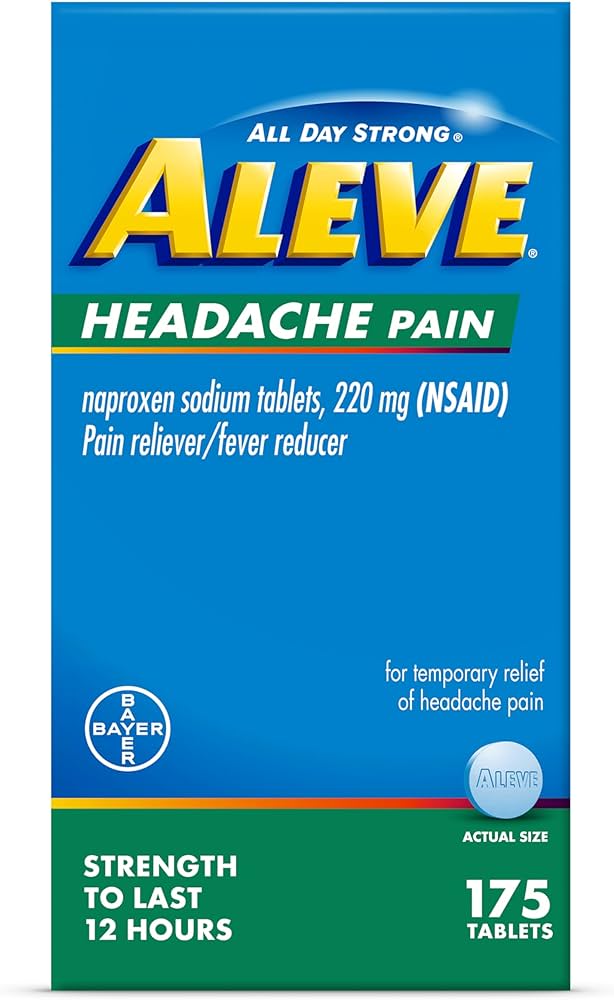 ALL DAY STRONG®
ALEVE®
HEADACHE PAIN
naproxen sodium tablets, 220 mg (NSAID)
Pain reliever/fever reducer
for temporary relief
of headache pain
BAYER
BAYER
ALEVE
ACTUAL SIZE
STRENGTH
TO LAST
12 HOURS
175
TABLETS